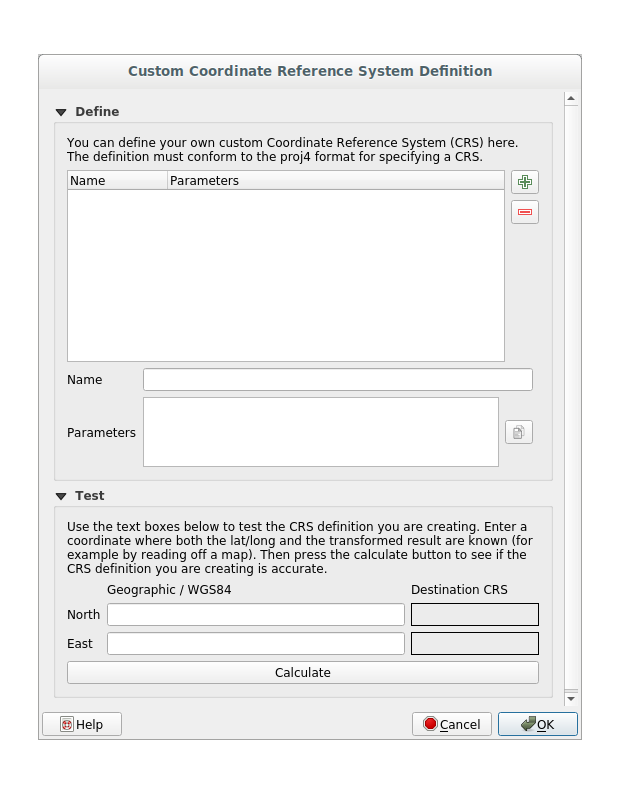 Custom Coordinate Reference System Definition
Define
You can define your own custom Coordinate Reference System (CRS) here.
The definition must conform to the proj4 format for specifying a CRS.
Name Parameters
Name
Parameters
Test
Use the text boxes below to test the CRS definition you are creating. Enter a
coordinate where both the lat/long and the transformed result are known (for
example by reading off a map). Then press the calculate button to see if the
CRS definition you are creating is accurate.
Geographic / WGS84 Destination CRS
North
East
Calculate
Help Cancel OK